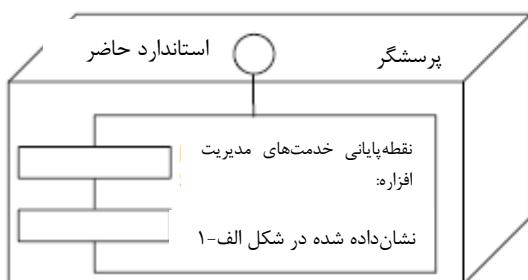 پرسشگر
استاندارد حاضر
نقطه‌پایانی خدمت‌های مدیریت
افزاره:
نشان‌داده شده در شکل الف-۱